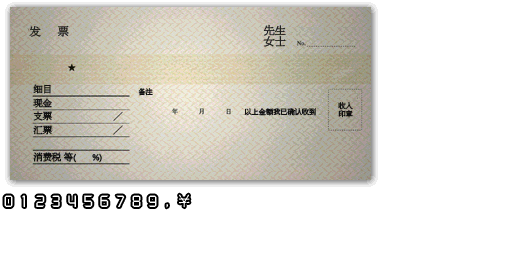 发 票
先生
女士 No.
★
细目
备注
现金
年 月 日 以上金额我已确认收到
收入
印章
支票 ／
汇票 ／
消费税 等( %)
0123456789,¥